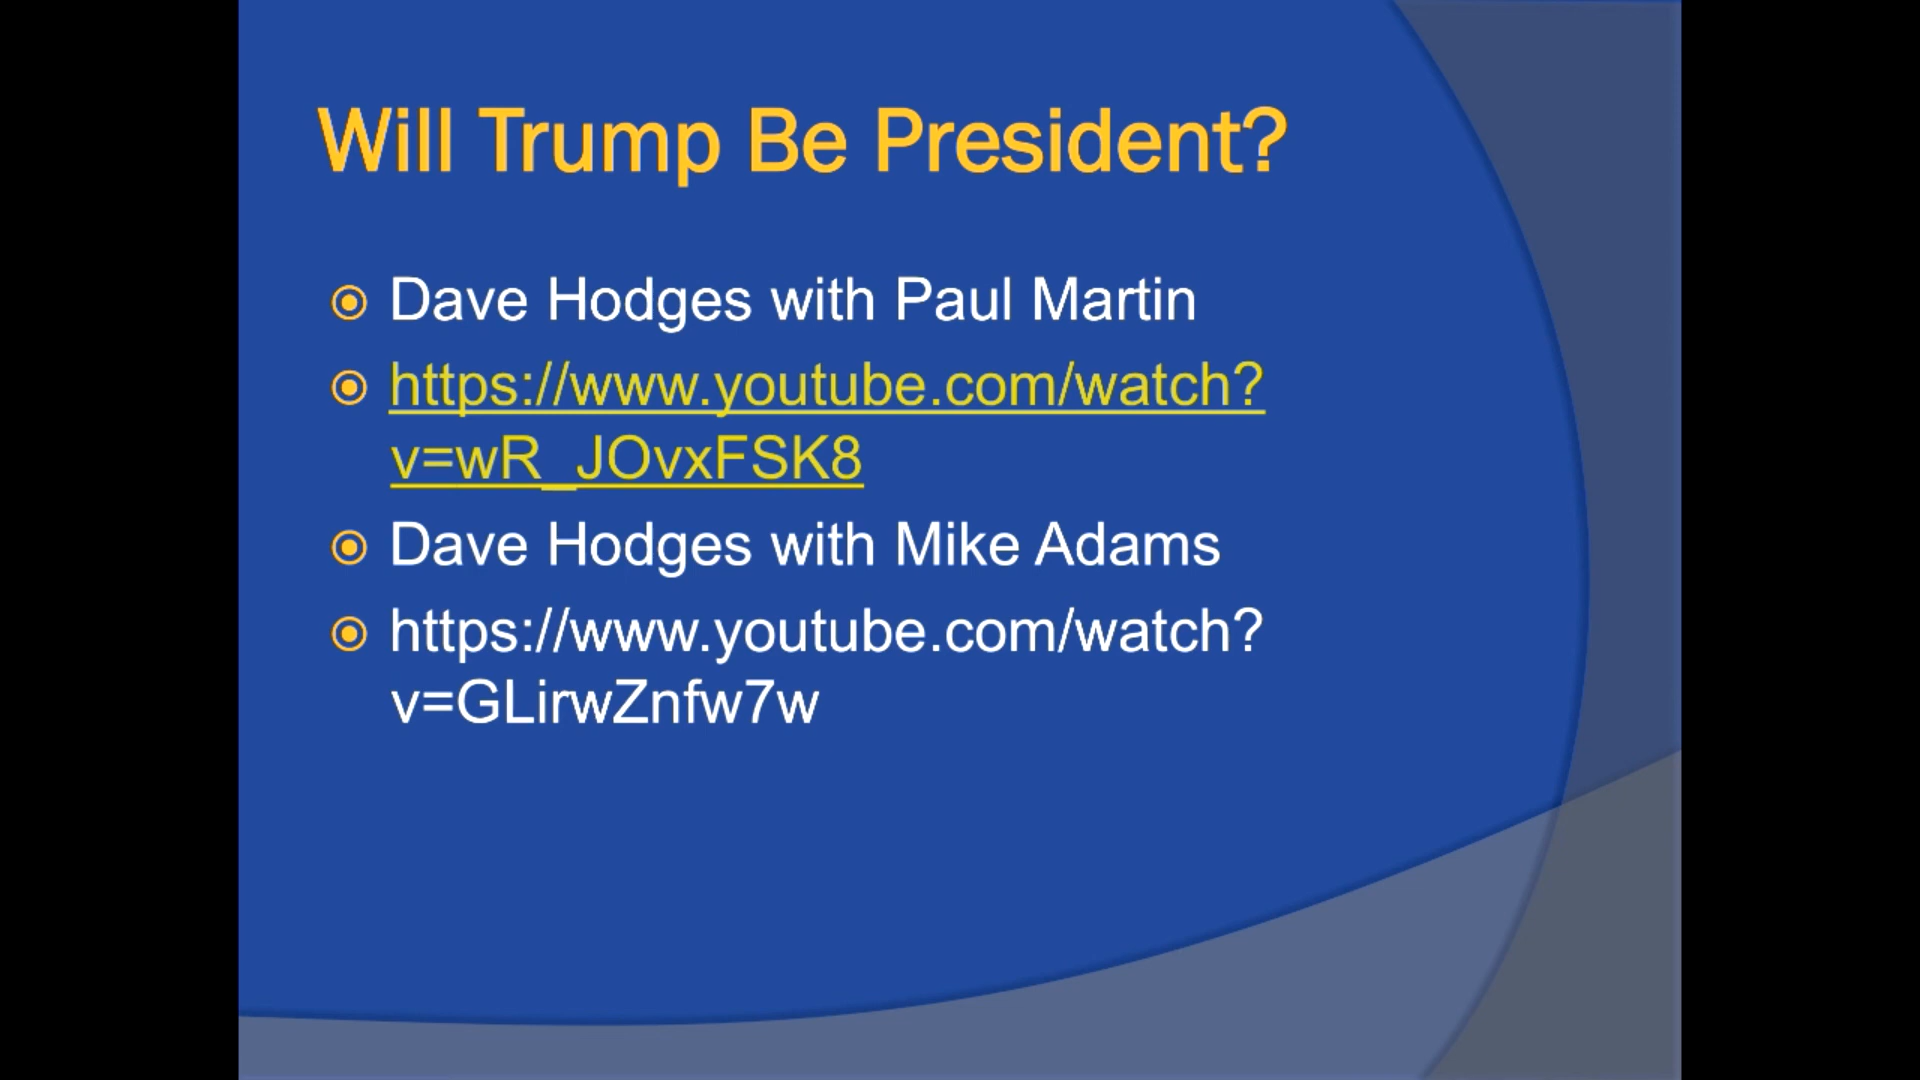 Will Trump Be President?
Dave Hodges with Paul Martin
https://www.youtube.com/watch?
v=wR_JOvxFSK8
Dave Hodges with Mike Adams
https://www.youtube.com/watch?
v=GLirwZnfw7w